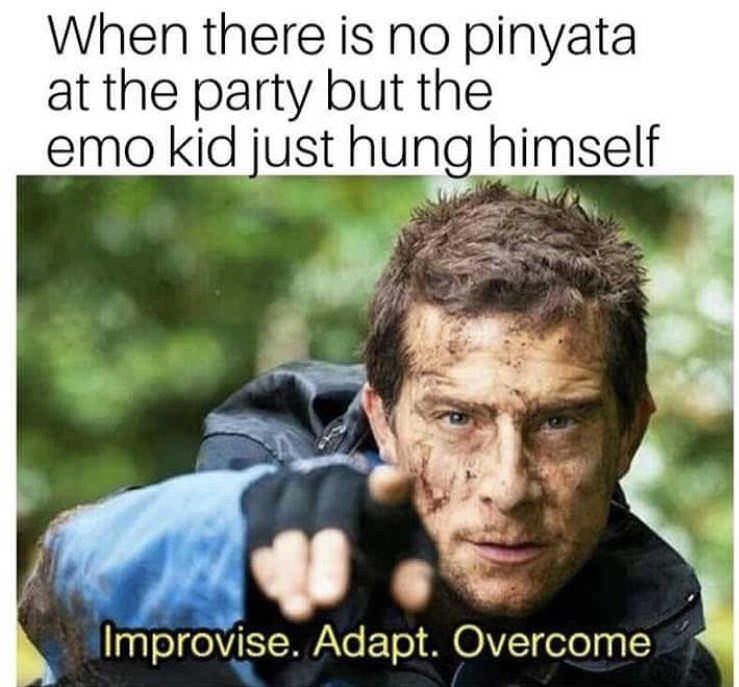 When there is no pinyata
at the party but the
emo kid just hung himself
Improvise. Adapt. Overcome